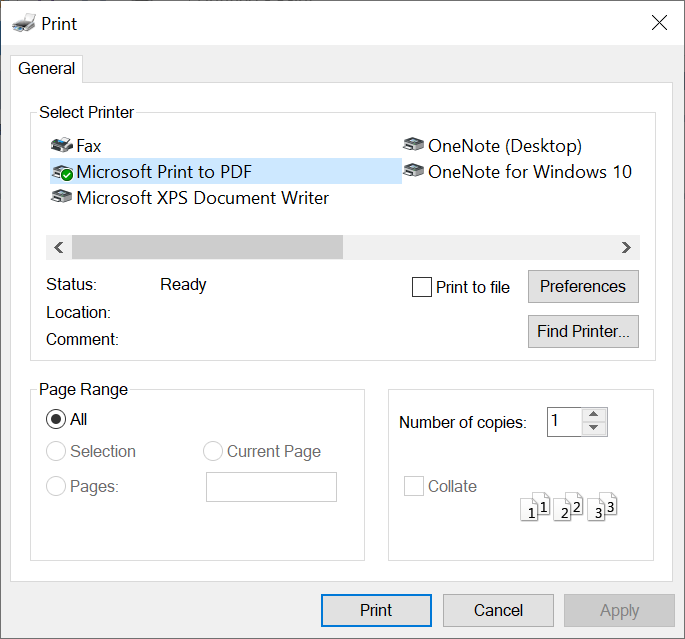 Print
General
Select Printer
Fax
OneNote (Desktop)
Microsoft Print to PDF
OneNote for Windows 10
Microsoft XPS Document Writer
Status: Ready
Print to file
Preferences
Location:
Comment:
Find Printer...
Page Range
All
Selection
Current Page
Pages:
Number of copies: 1
Collate
1 1 2 2 3 3
Print
Cancel
Apply